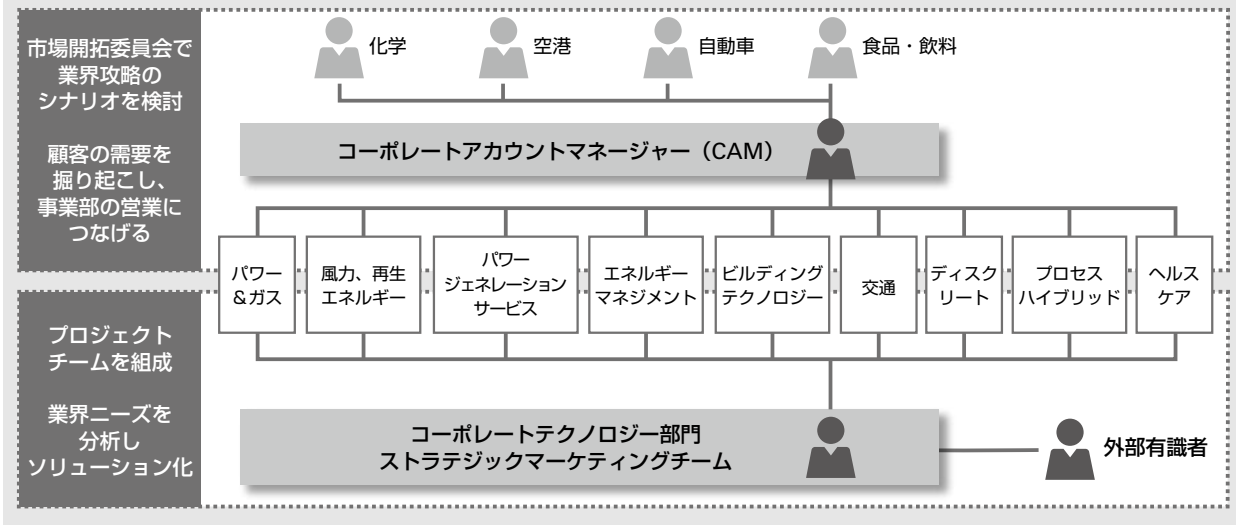 市場開拓委員会で
業界攻略の
シナリオを検討
顧客の需要を
掘り起こし、
事業部の営業に
つなげる
化学
空港
自動車
食品・飲料
コーポレートアカウントマネージャー（CAM）
パワー
＆ガス
風力、再生
エネルギー
パワー
ジェネレーション
サービス
エネルギー
マネジメント
ビルディング
テクノロジー
交通
ディスク
リート
プロセス
ハイブリッド
ヘルス
ケア
プロジェクト
チームを組成
業界ニーズを
分析し
ソリューション化
コーポレートテクノロジー部門
ストラテジックマーケティングチーム
外部有識者